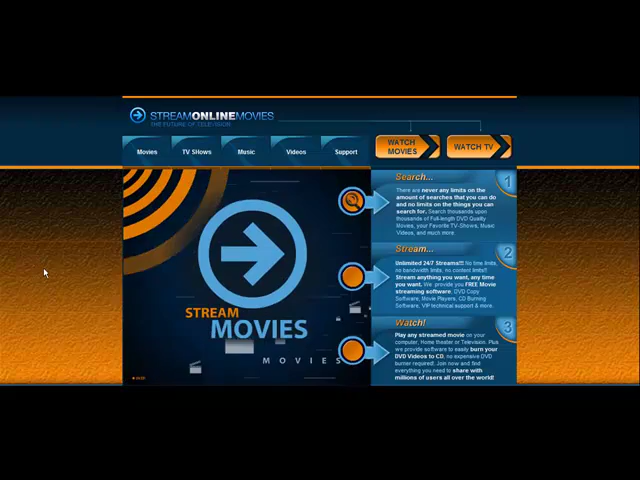 STREAMONLINEMOVIES
THE FUTURE OF TELEVISION
Movies
TV SHows
Music
Videos
Support
WATCH
MOVIES
WATCH TV
STREAM
MOVIES
MOVIES
Search...
1
There are never any limits on the
amount of searches that you can do
and no limits on the things you can
search for. Search thousands upon
thousands of Full-length DVD Quality
Movies, your Favorite TV-Shows, Music
Videos, and much more.
Stream...
2
Unlimited 24/7 Streams!!! No time limits,
no bandwidth limits, no content limits!!
Stream anything you want, any time
you want. We provide you FREE Movie
streaming software, DVD Copy
Software, Movie Players, CD Burning
Software, VIP technical support & more.
Watch!
3
Play any streamed movie on your
computer, Home theater or Television. Plus
we provide software to easily burn your
DVD Videos to CD, no expensive DVD
burner required! Join now and find
everything you need to share with
millions of users all over the world!